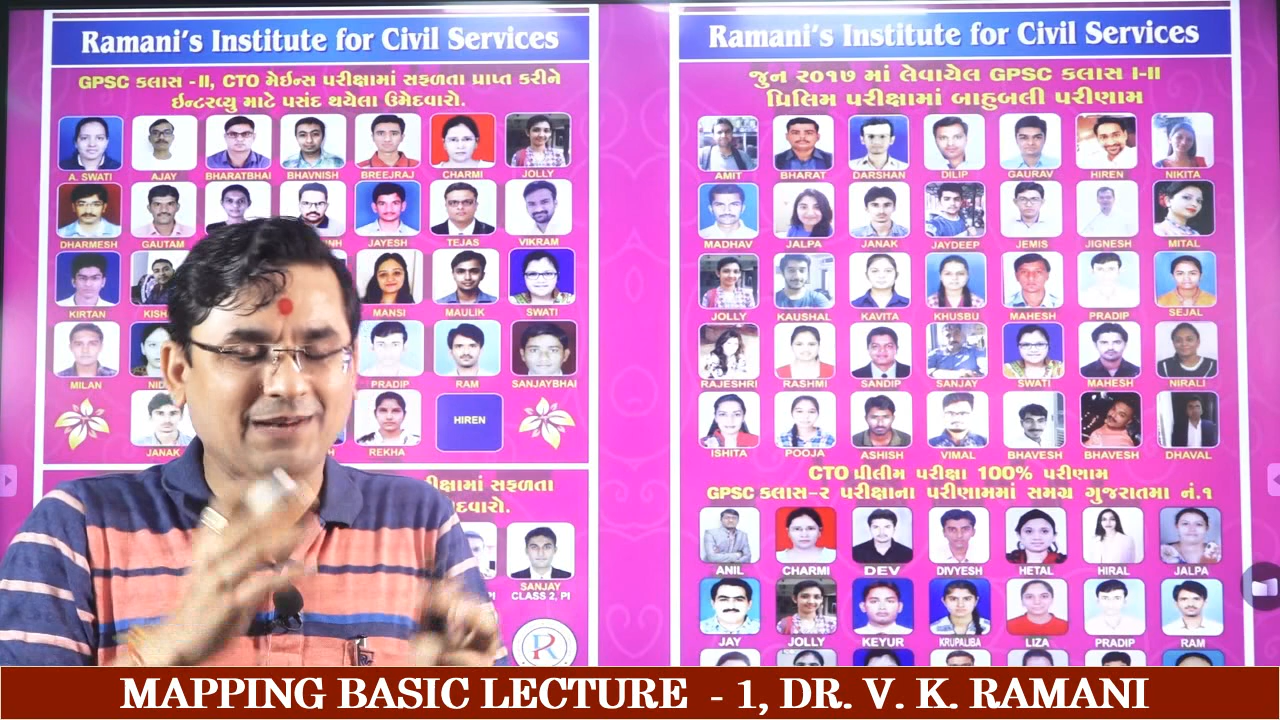 Ramani's Institute for Civil Services
GPSC કલાસ -II, CTO મેઇન્સ પરીક્ષામાં સફળતા પ્રાપ્ત કરીને
ઇન્ટરવ્યુ માટે પસંદ થયેલા ઉમેદવારો.
A. SWATI AJAY BHARATBHAI BHAVNISH BREEJRAJ CHARMI JOLLY
DHARMESH GAUTAM JAYESH TEJAS VIKRAM
KIRTAN MANSI MAULIK SWATI
MILAN PRADIP RAM SANJAYBHAI
HIREN
JANAK REKHA
સફળતા
SANJAY
CLASS 2, PI
R
Ramani's Institute for Civil Services
જુન ૨૦૧૭ માં લેવાયેલ GPSC કલાસ I-II
પ્રિલિમ પરીક્ષામાં બાહુબલી પરીણામ
AMIT BHARAT DARSHAN DILIP GAURAV HIREN NIKITA
MADHAV JALPA JANAK JAYDEEP JEMIS JIGNESH MITAL
JOLLY KAUSHAL KAVITA KHUSBU MAHESH PRADIP SEJAL
RAJESHRI RASHMI SANDIP SANJAY SWATI MAHESH NIRALI
ISHITA POOJA ASHISH VIMAL BHAVESH BHAVESH DHAVAL
CTO પ્રીલીમ પરીક્ષા 100% પરીણામ
GPSC કલાસ-૨ પરીક્ષાના પરીણામમાં સમગ્ર ગુજરાતમા નં.૧
ANIL CHARMI DEV DIVYESH HETAL HIRAL JALPA
JAY JOLLY KEYUR KRUPALIBA LIZA PRADIP RAM
MAPPING BASIC LECTURE - 1, DR. V. K. RAMANI